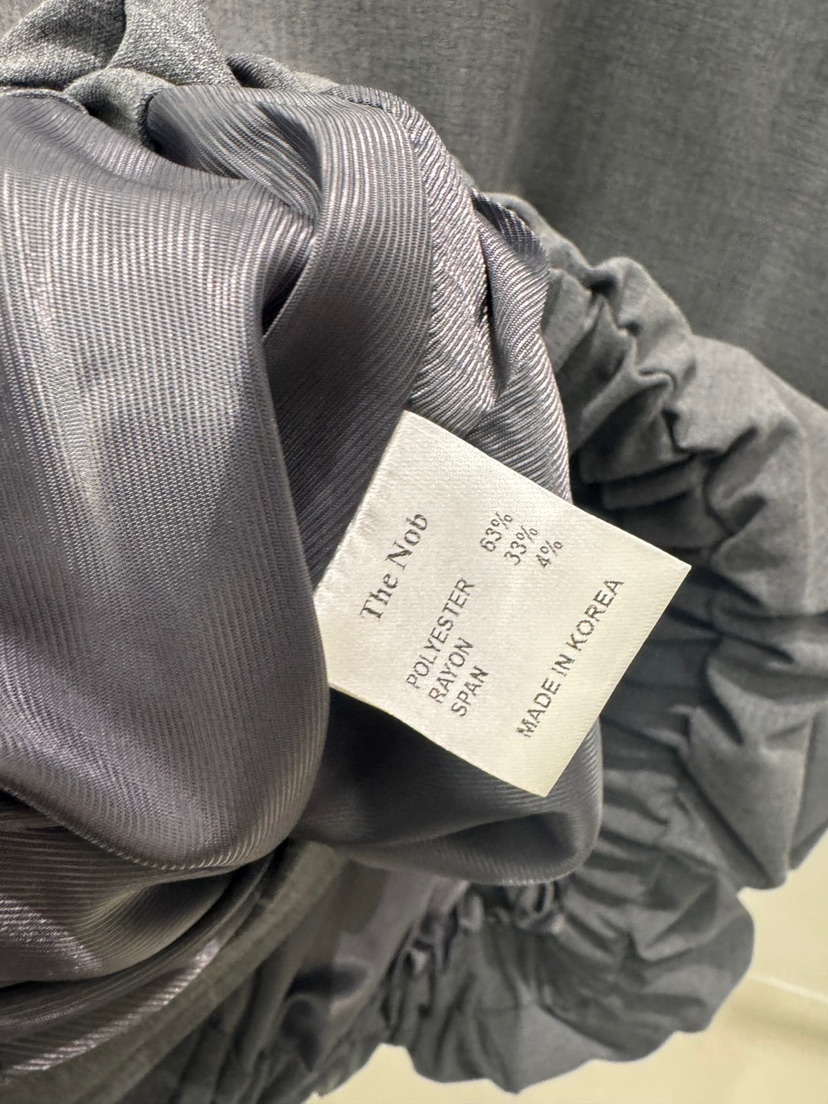 The Nob
POLYESTER 63%
RAYON 33%
SPAN 4%
MADE IN KOREA